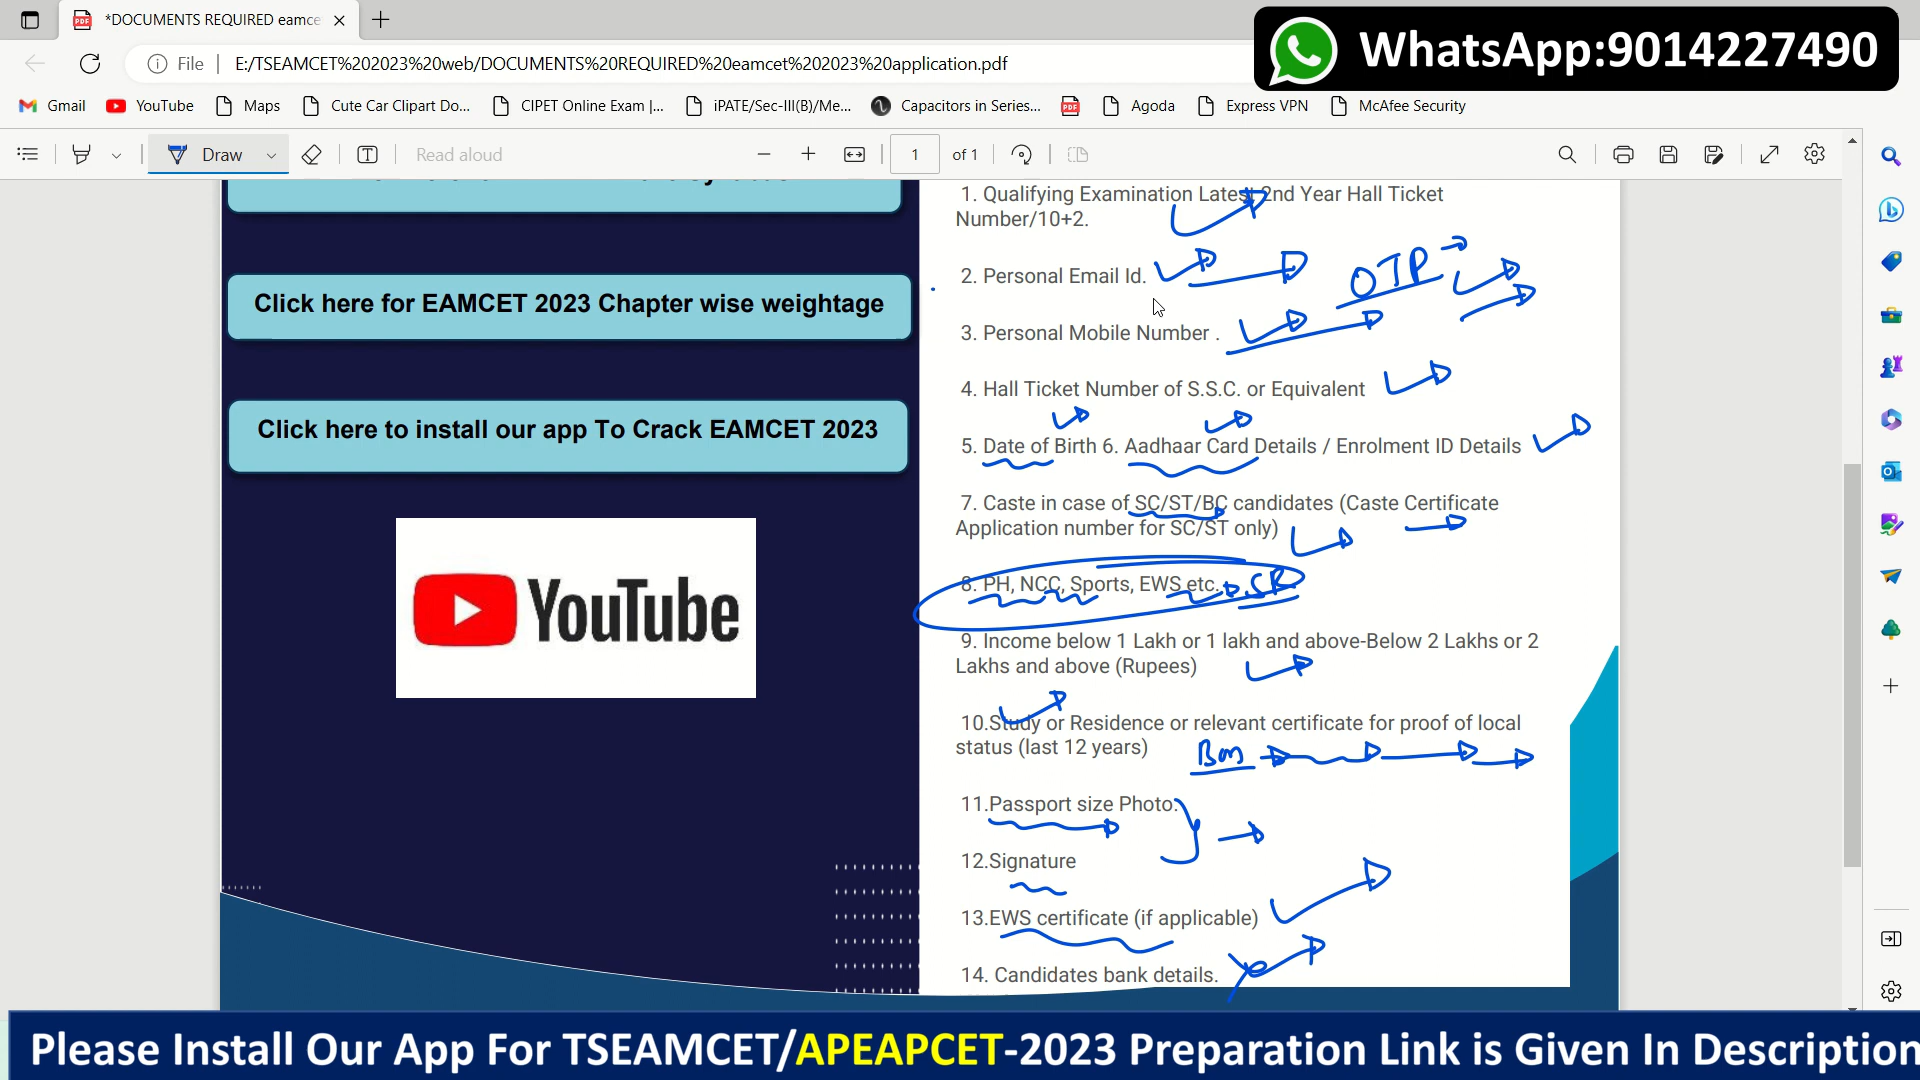 *DOCUMENTS REQUIRED eamce
WhatsApp:9014227490
File
E:/TSEAMCET%202023%20web/DOCUMENTS%20REQUIRED%20eamcet%202023%20application.pdf
Gmail
YouTube
Maps
Cute Car Clipart Do...
CIPET Online Exam |...
iPATE/Sec-III(B)/Me...
Capacitors in Series...
Agoda
Express VPN
McAfee Security
Draw
Read aloud
1
of 1
Click here for EAMCET 2023 Chapter wise weightage
Click here to install our app To Crack EAMCET 2023
YouTube
1. Qualifying Examination Latest 2nd Year Hall Ticket
Number/10+2.
2. Personal Email Id.
OTP
3. Personal Mobile Number .
4. Hall Ticket Number of S.S.C. or Equivalent
5. Date of Birth 6. Aadhaar Card Details / Enrolment ID Details
7. Caste in case of SC/ST/BC candidates (Caste Certificate
Application number for SC/ST only)
8. PH, NCC, Sports, EWS etc.
9. Income below 1 Lakh or 1 lakh and above-Below 2 Lakhs or 2
Lakhs and above (Rupees)
10.Study or Residence or relevant certificate for proof of local
status (last 12 years)
11.Passport size Photo.
12.Signature
13.EWS certificate (if applicable)
14. Candidates bank details.
Please Install Our App For TSEAMCET/APEAPCET-2023 Preparation Link is Given In Description